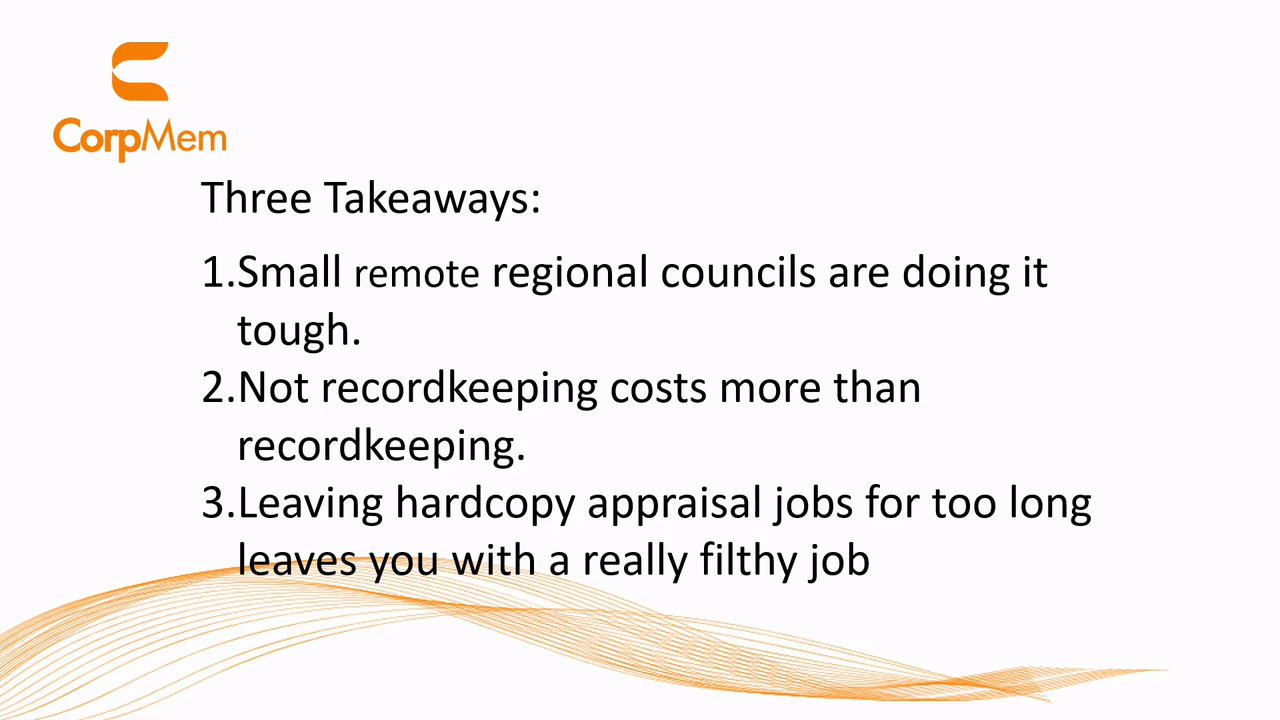 CorpMem
Three Takeaways:
1.Small remote regional councils are doing it
tough.
2.Not recordkeeping costs more than
recordkeeping.
3.Leaving hardcopy appraisal jobs for too long
leaves you with a really filthy job